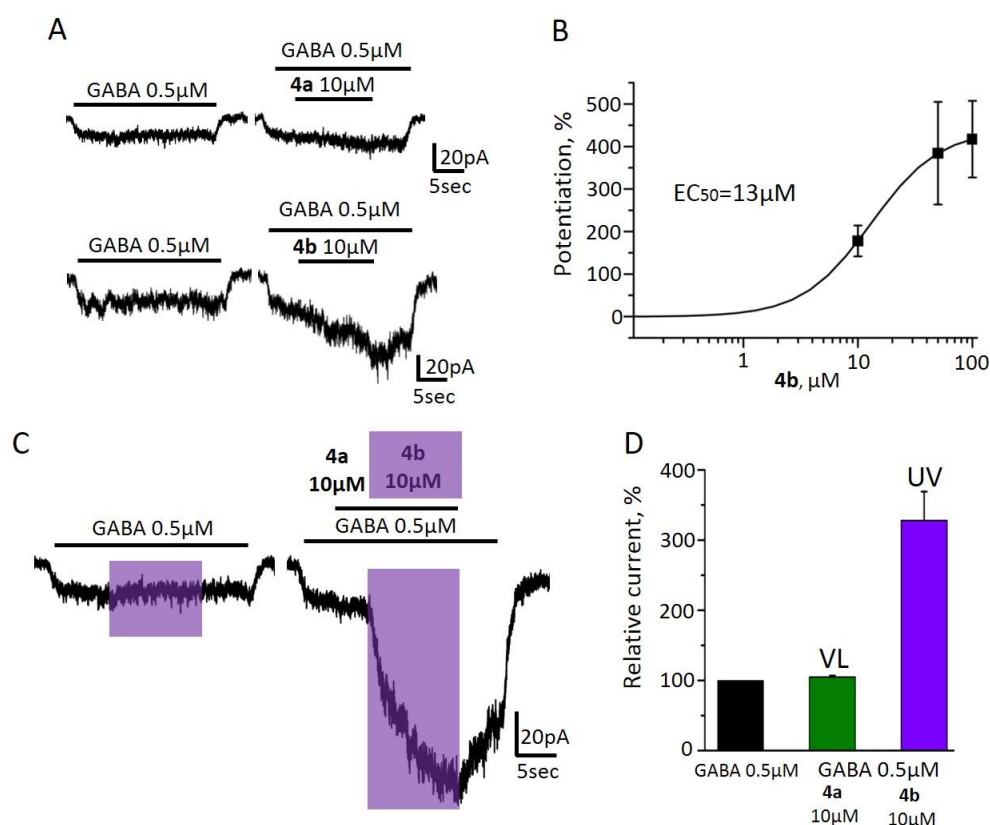 A
GABA 0.5µM
GABA 0.5µM
4a 10µM
20pA
5sec
GABA 0.5µM
GABA 0.5µM
4b 10µM
20pA
5sec
B
Potentiation, %
500
400
300
200
100
0
EC50=13µM
1 10 100
4b, µM
C
4a 4b
10µM 10µM
GABA 0.5µM
GABA 0.5µM
20pA
5sec
D
Relative current, %
400
300
200
100
0
VL
UV
GABA 0.5µM GABA 0.5µM
4a 4b
10µM 10µM